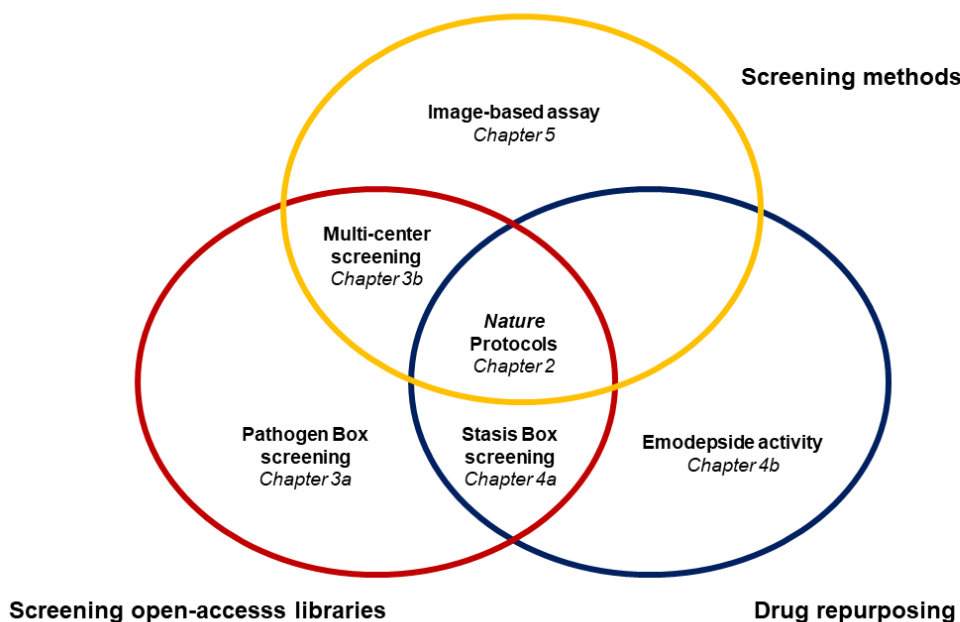 Screening methods
Image-based assay
Chapter 5
Multi-center
screening
Chapter 3b
Nature
Protocols
Chapter 2
Pathogen Box
screening
Chapter 3a
Stasis Box
screening
Chapter 4a
Emodepside activity
Chapter 4b
Screening open-accesss libraries
Drug repurposing